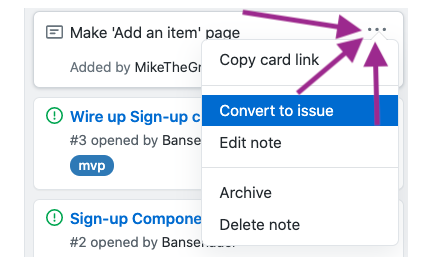 Make 'Add an item' page
Added by MikeTheGr
Copy card link
Convert to issue
Edit note
Archive
Delete note
Wire up Sign-up c
#3 opened by Banse
mvp
Sign-up Compone
#2 opened by